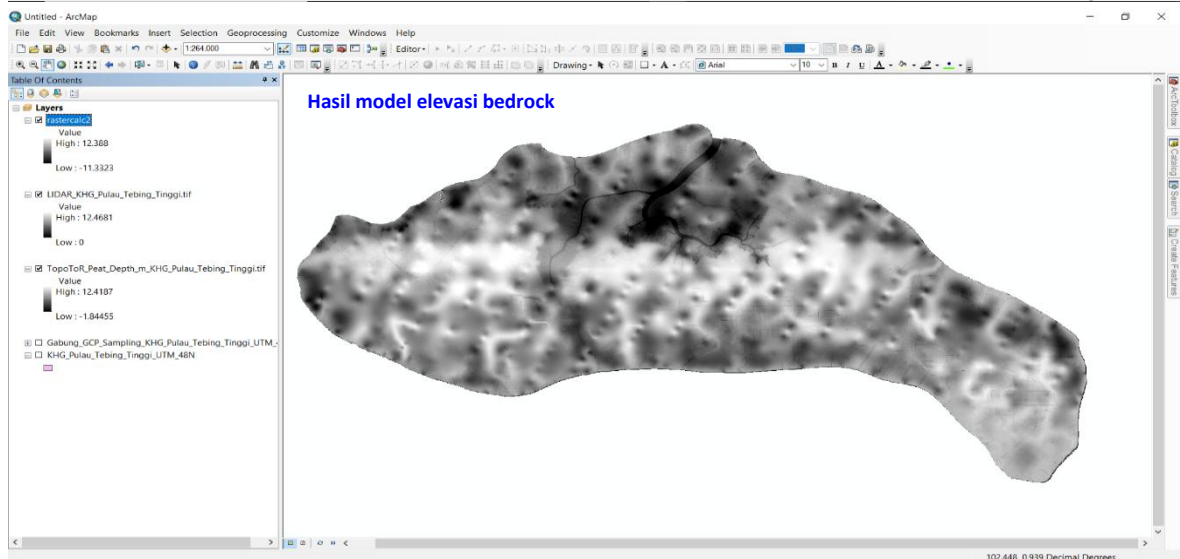 Untitled - ArcMap
File Edit View Bookmarks Insert Selection Geoprocessing Customize Windows Help
1:264.000
Editor
Drawing
Arial
10
B I U A
Table Of Contents
Layers
rastercalc2
Value
High : 12.388
Low : -11.3323
LIDAR_KHG_Pulau_Tebing_Tinggi.tif
Value
High : 12.4681
Low : 0
TopoToR_Peat_Depth_m_KHG_Pulau_Tebing_Tinggi.tif
Value
High : 12.4187
Low : -1.84455
Gabung_GCP_Sampling_KHG_Pulau_Tebing_Tinggi_UTM_
KHG_Pulau_Tebing_Tinggi_UTM_48N
Hasil model elevasi bedrock
ArcToolbox
Catalog
Search
Create Features
102,448 0,939 Decimal Degrees